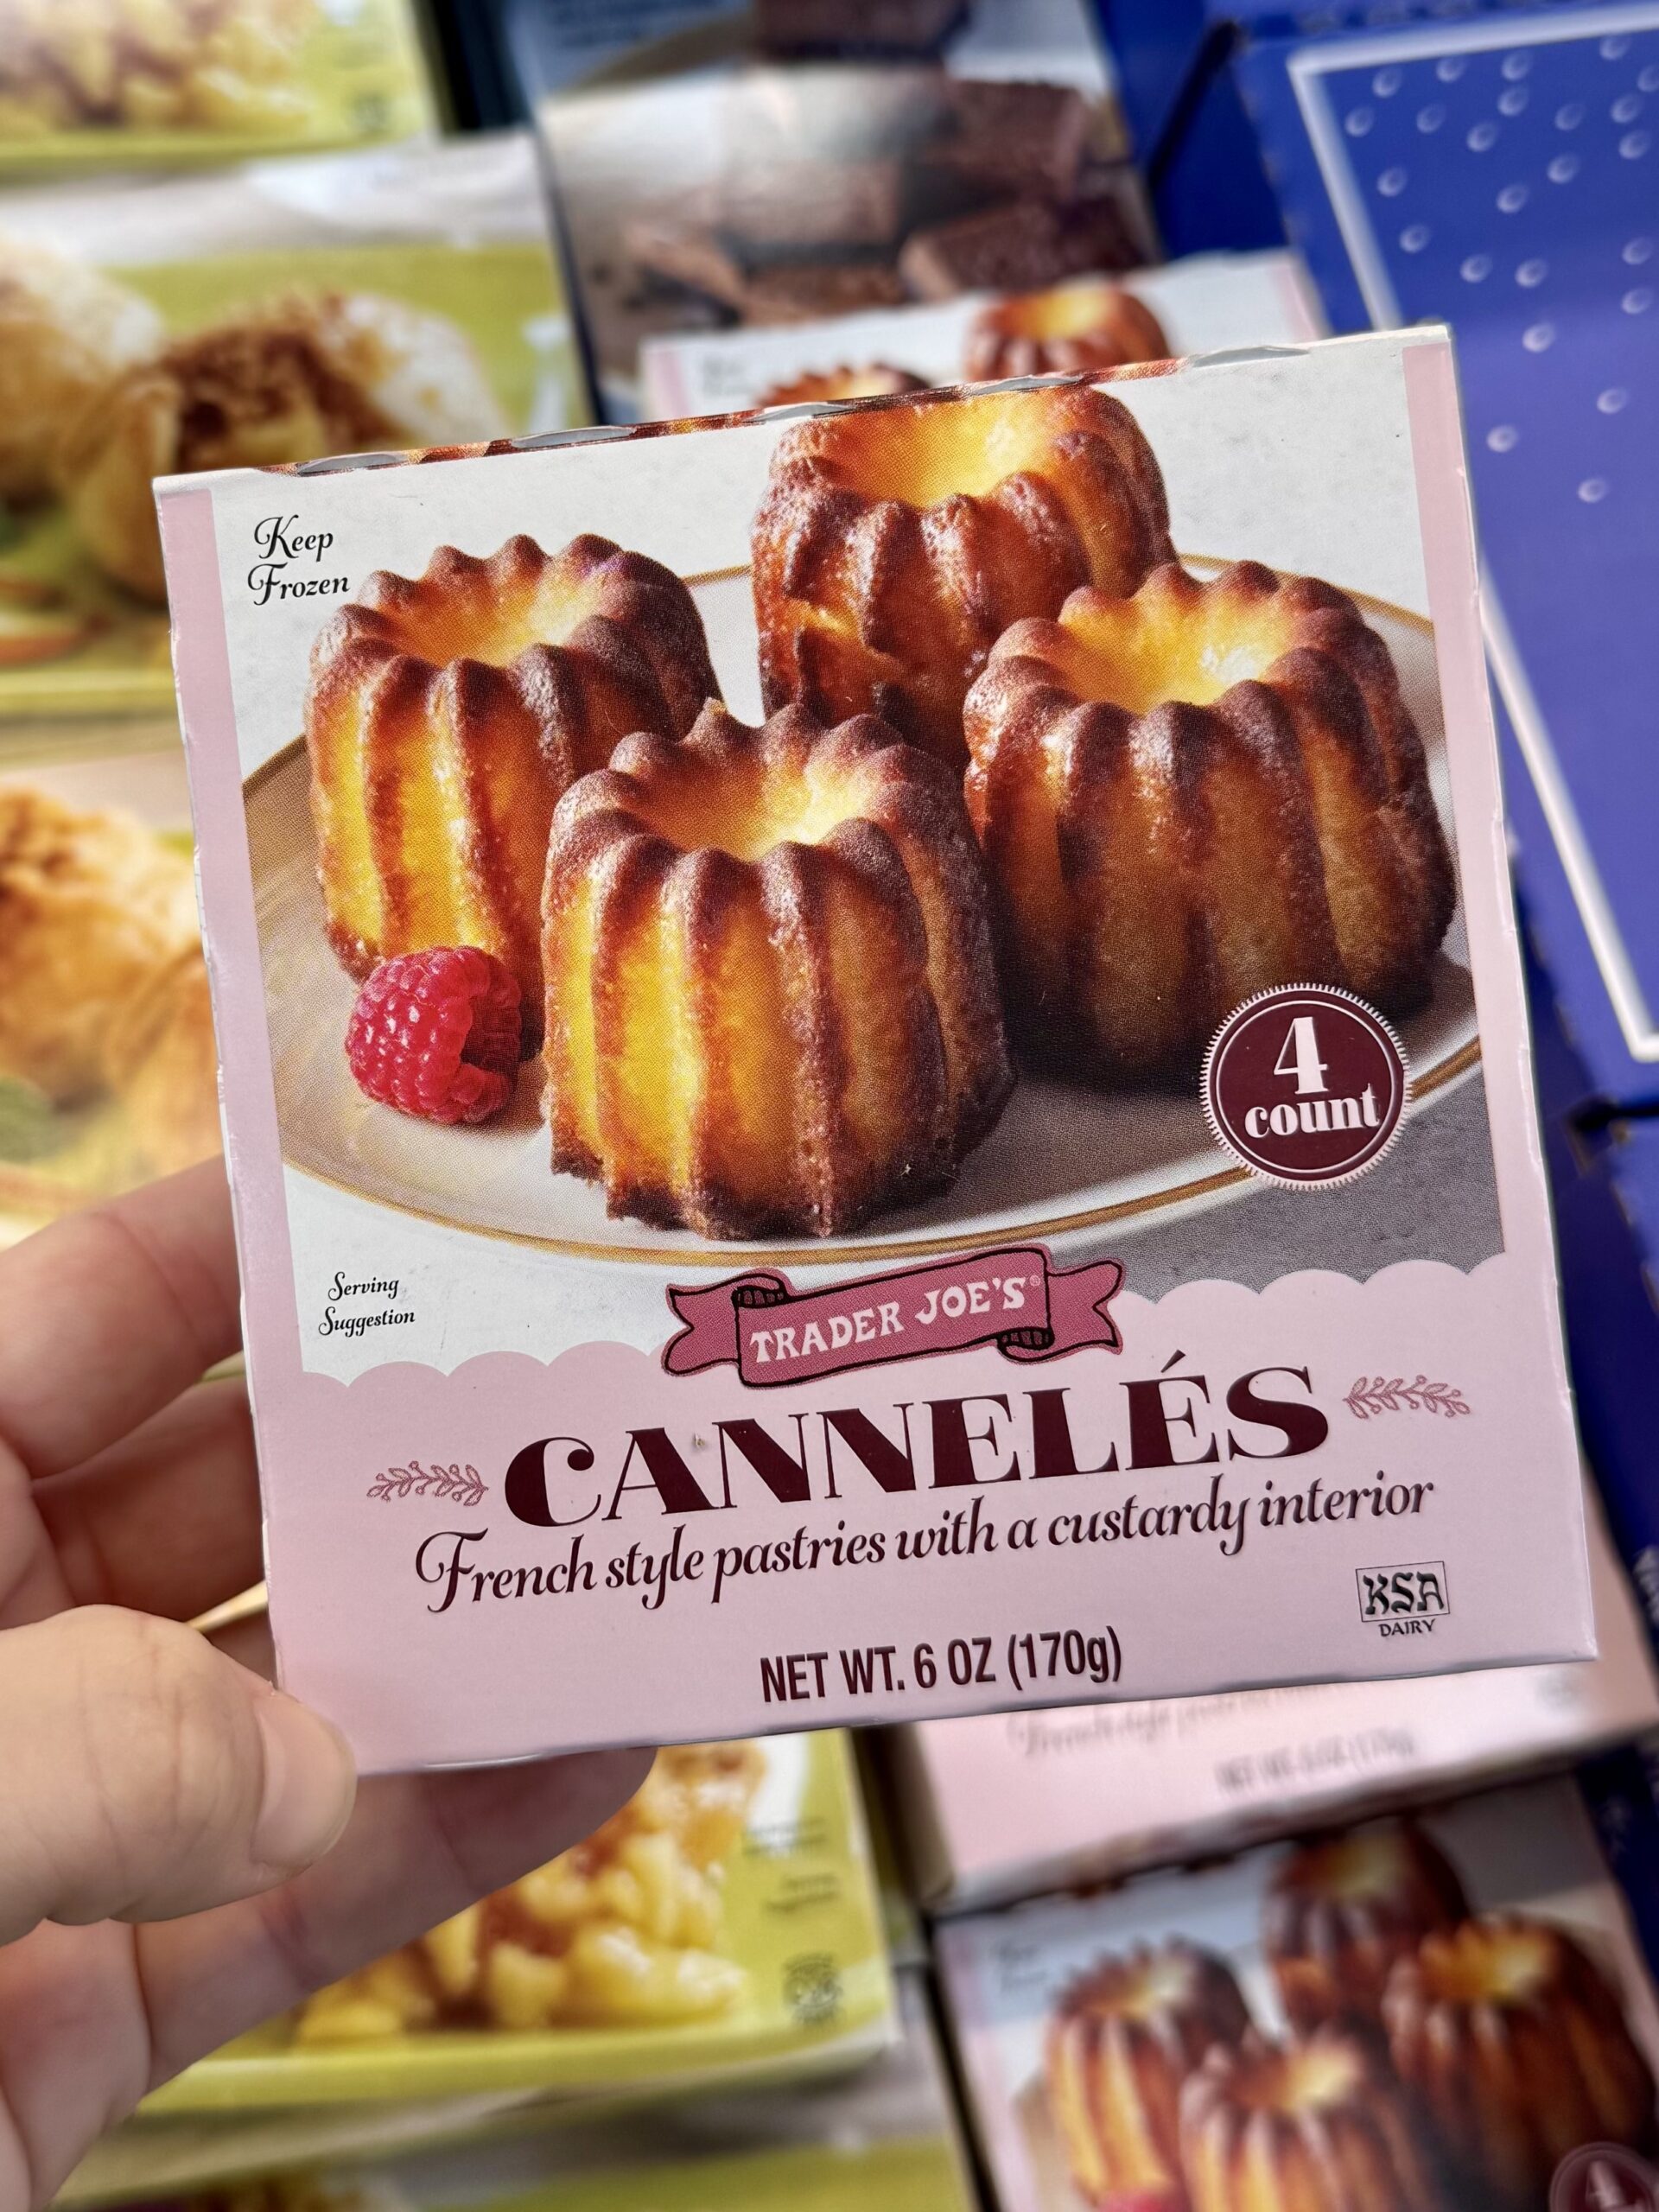 Keep
Frozen
4
count
Serving
Suggestion
TRADER JOE'S®
CANNELÉS
French style pastries with a custardy interior
KSA
DAIRY
NET WT. 6 OZ (170g)
4